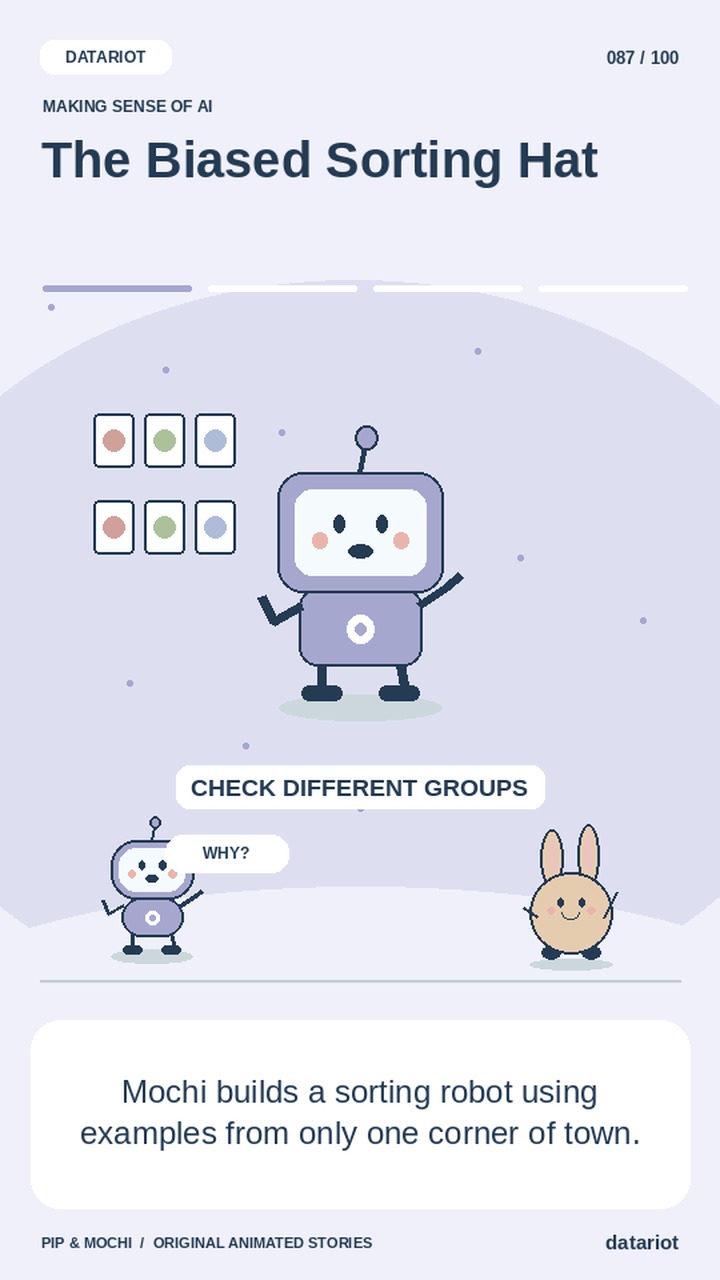 DATARIOT
087 / 100
MAKING SENSE OF AI
The Biased Sorting Hat
CHECK DIFFERENT GROUPS
WHY?
Mochi builds a sorting robot using
examples from only one corner of town.
PIP & MOCHI / ORIGINAL ANIMATED STORIES
datariot